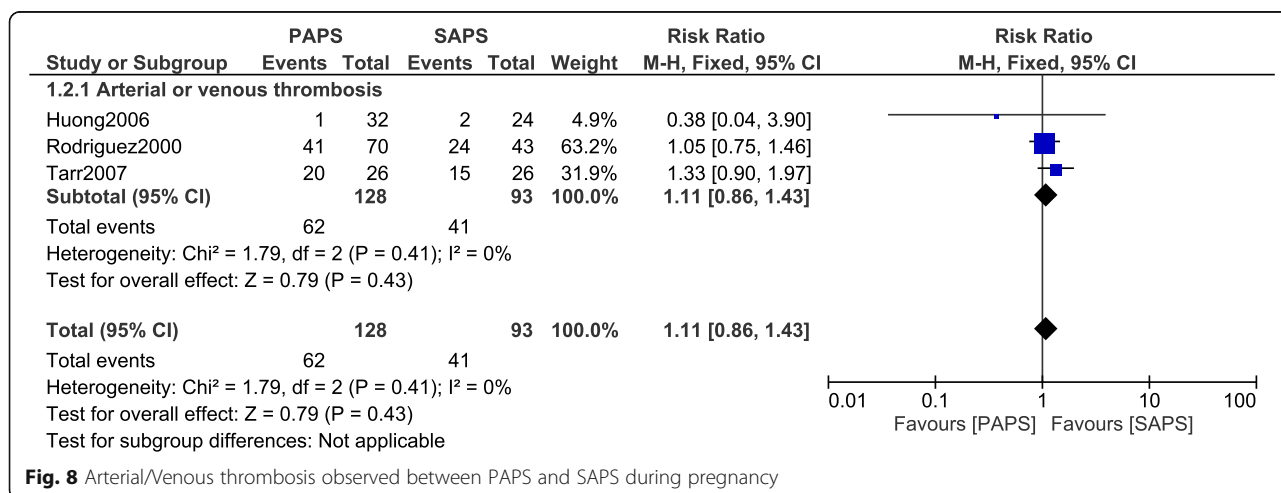 PAPS SAPS Risk Ratio Risk Ratio
Study or Subgroup Events Total Events Total Weight M-H, Fixed, 95% CI M-H, Fixed, 95% CI
1.2.1 Arterial or venous thrombosis
Huong2006 1 32 2 24 4.9% 0.38 [0.04, 3.90]
Rodriguez2000 41 70 24 43 63.2% 1.05 [0.75, 1.46]
Tarr2007 20 26 15 26 31.9% 1.33 [0.90, 1.97]
Subtotal (95% CI) 128 93 100.0% 1.11 [0.86, 1.43]
Total events 62 41
Heterogeneity: Chi² = 1.79, df = 2 (P = 0.41); I² = 0%
Test for overall effect: Z = 0.79 (P = 0.43)
Total (95% CI) 128 93 100.0% 1.11 [0.86, 1.43]
Total events 62 41
Heterogeneity: Chi² = 1.79, df = 2 (P = 0.41); I² = 0%
Test for overall effect: Z = 0.79 (P = 0.43)
Test for subgroup differences: Not applicable
0.01 0.1 1 10 100
Favours [PAPS] Favours [SAPS]
Fig. 8 Arterial/Venous thrombosis observed between PAPS and SAPS during pregnancy